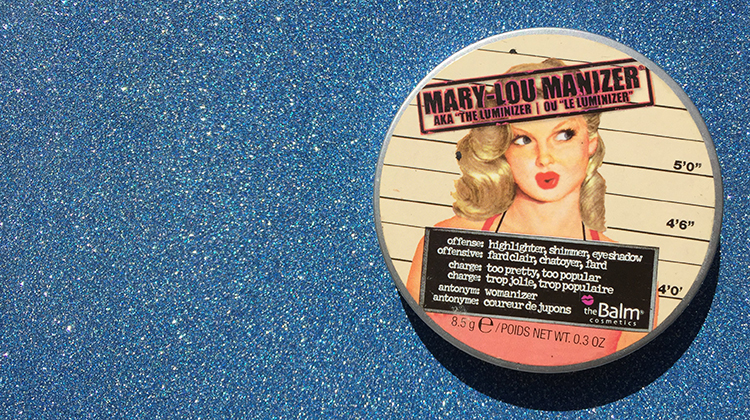 MARY-LOU MANIZER®
AKA "THE LUMINIZER | OU "LE LUMINIZER"
5'0"
4'6"
4'0'
offense: highlighter, shimmer, eyeshadow
offensive: fard clair, chatoyer, fard
charge: too pretty, too popular
charge: trop jolie, trop populaire
antonym: womanizer
antonyme: coureur de jupons
theBalm®
cosmetics
8.5 g ℮ / POIDS NET WT. 0.3 OZ